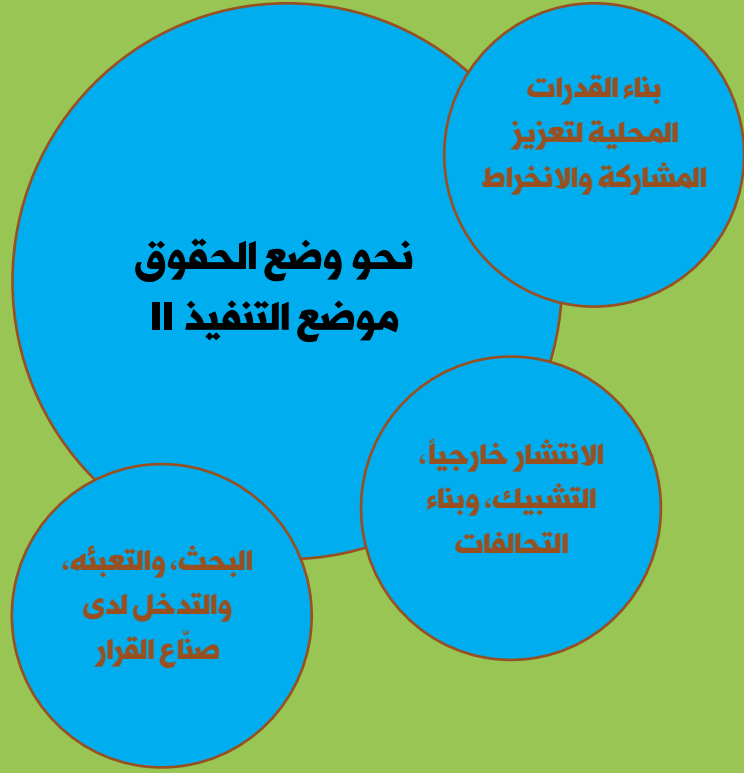 بناء القدرات
المحلية لتعزيز
المشاركة والانخراط
نحو وضع الحقوق
موضع التنفيذ II
الانتشار خارجياً،
التشبيك، وبناء
التحالفات
البحث، والتعبئه،
والتدخل لدى
صنّاع القرار